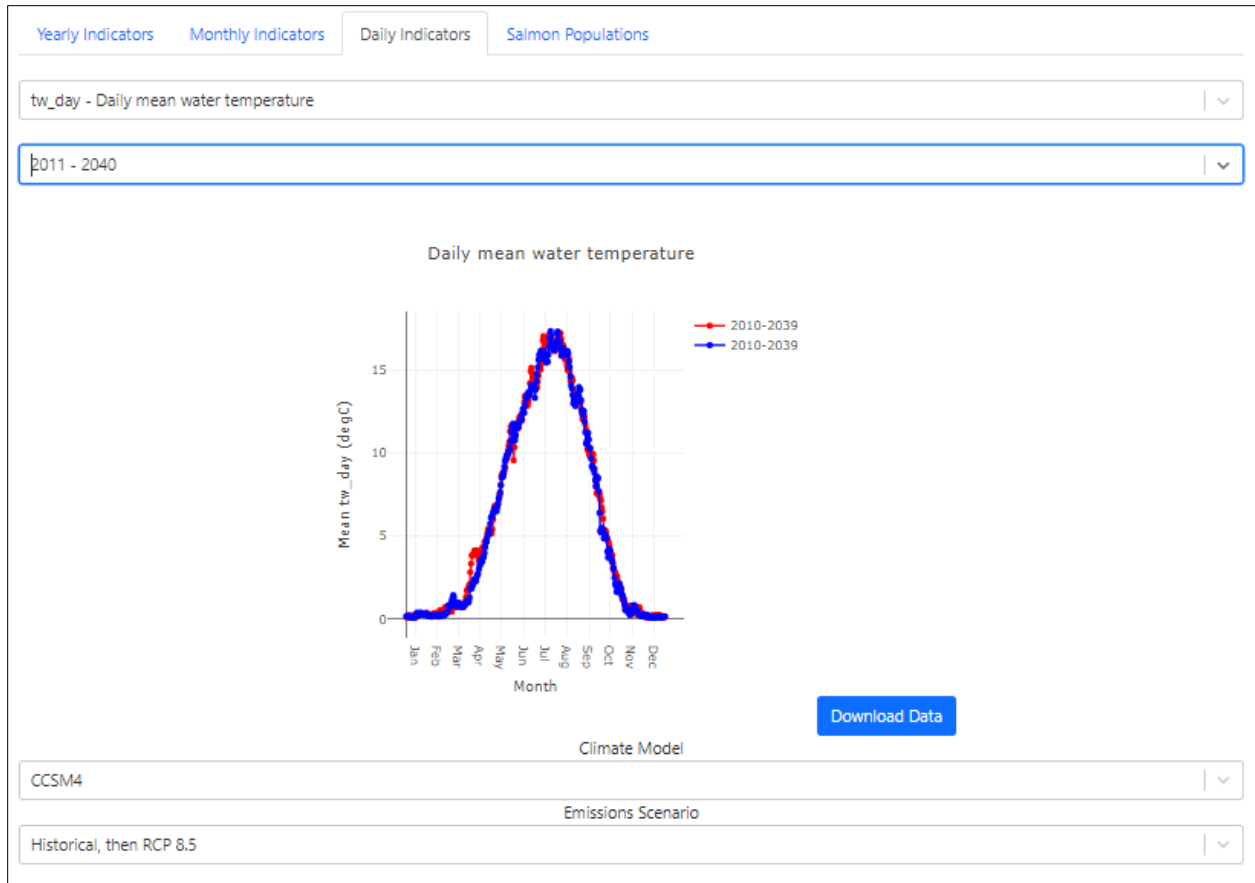 Yearly Indicators Monthly Indicators Daily Indicators Salmon Populations
tw_day - Daily mean water temperature
2011 - 2040
Daily mean water temperature
2010-2039
2010-2039
15
10
5
0
Mean tw_day (degC)
Jan Feb Mar Apr May Jun Jul Aug Sep Oct Nov Dec
Month
Download Data
Climate Model
CCSM4
Emissions Scenario
Historical, then RCP 8.5